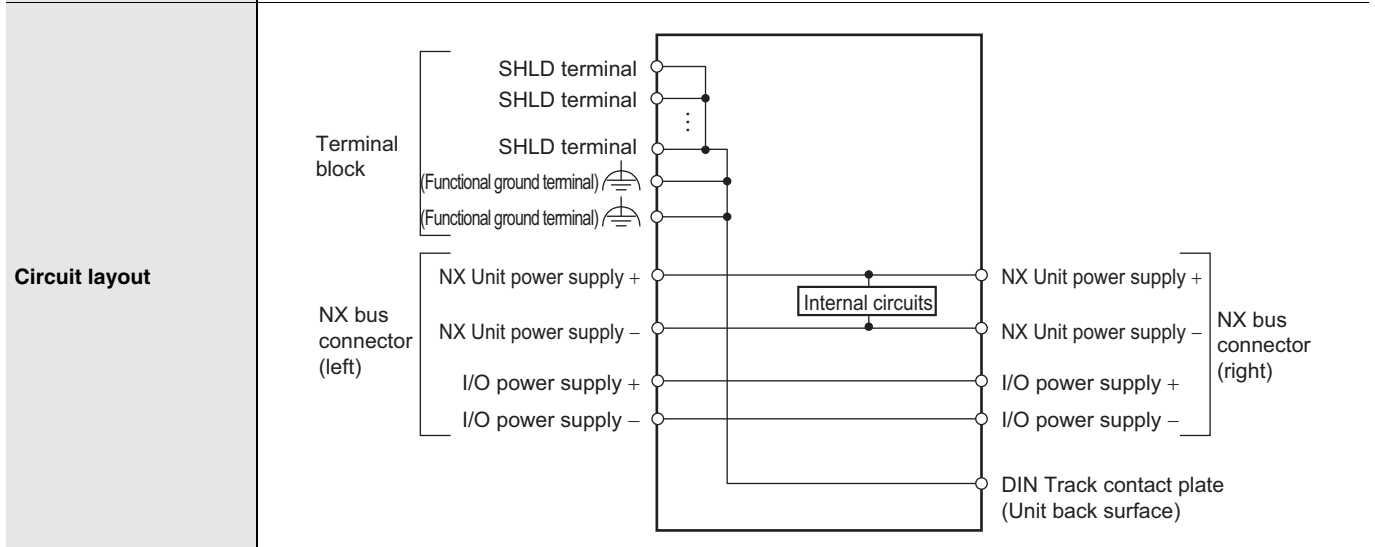 Circuit layout
Terminal
block
SHLD terminal
SHLD terminal
⋮
SHLD terminal
(Functional ground terminal)
(Functional ground terminal)
NX bus
connector
(left)
NX Unit power supply +
NX Unit power supply −
I/O power supply +
I/O power supply −
Internal circuits
NX Unit power supply +
NX Unit power supply −
I/O power supply +
I/O power supply −
NX bus
connector
(right)
DIN Track contact plate
(Unit back surface)